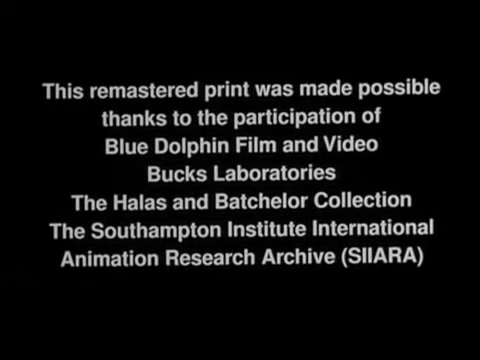 This remastered print was made possible
thanks to the participation of
Blue Dolphin Film and Video
Bucks Laboratories
The Halas and Batchelor Collection
The Southampton Institute International
Animation Research Archive (SIIARA)